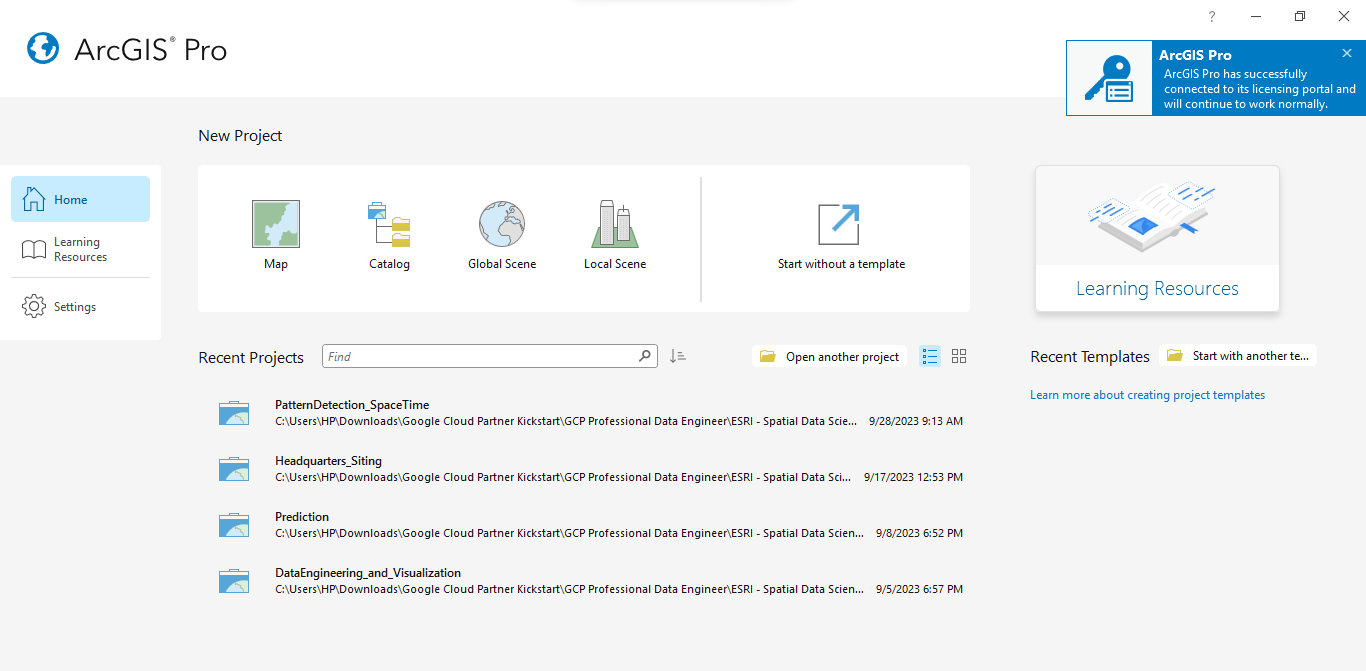 ?
ArcGIS® Pro
ArcGIS Pro
ArcGIS Pro has successfully
connected to its licensing portal and
will continue to work normally.
New Project
Home
Learning
Resources
Settings
Map
Catalog
Global Scene
Local Scene
Start without a template
Learning Resources
Recent Projects
Find
Open another project
Recent Templates
Start with another te...
Learn more about creating project templates
PatternDetection_SpaceTime
C:\Users\HP\Downloads\Google Cloud Partner Kickstart\GCP Professional Data Engineer\ESRI - Spatial Data Scie... 9/28/2023 9:13 AM
Headquarters_Siting
C:\Users\HP\Downloads\Google Cloud Partner Kickstart\GCP Professional Data Engineer\ESRI - Spatial Data Sci... 9/17/2023 12:53 PM
Prediction
C:\Users\HP\Downloads\Google Cloud Partner Kickstart\GCP Professional Data Engineer\ESRI - Spatial Data Scien... 9/8/2023 6:52 PM
DataEngineering_and_Visualization
C:\Users\HP\Downloads\Google Cloud Partner Kickstart\GCP Professional Data Engineer\ESRI - Spatial Data Scien... 9/5/2023 6:57 PM